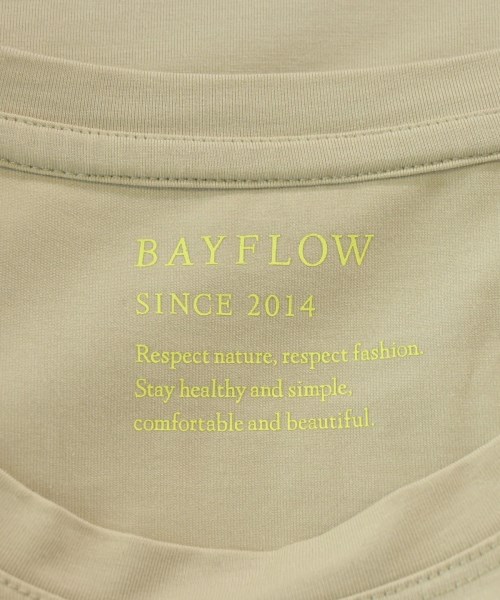 BAYFLOW
SINCE 2014
Respect nature, respect fashion.
Stay healthy and simple,
comfortable and beautiful.